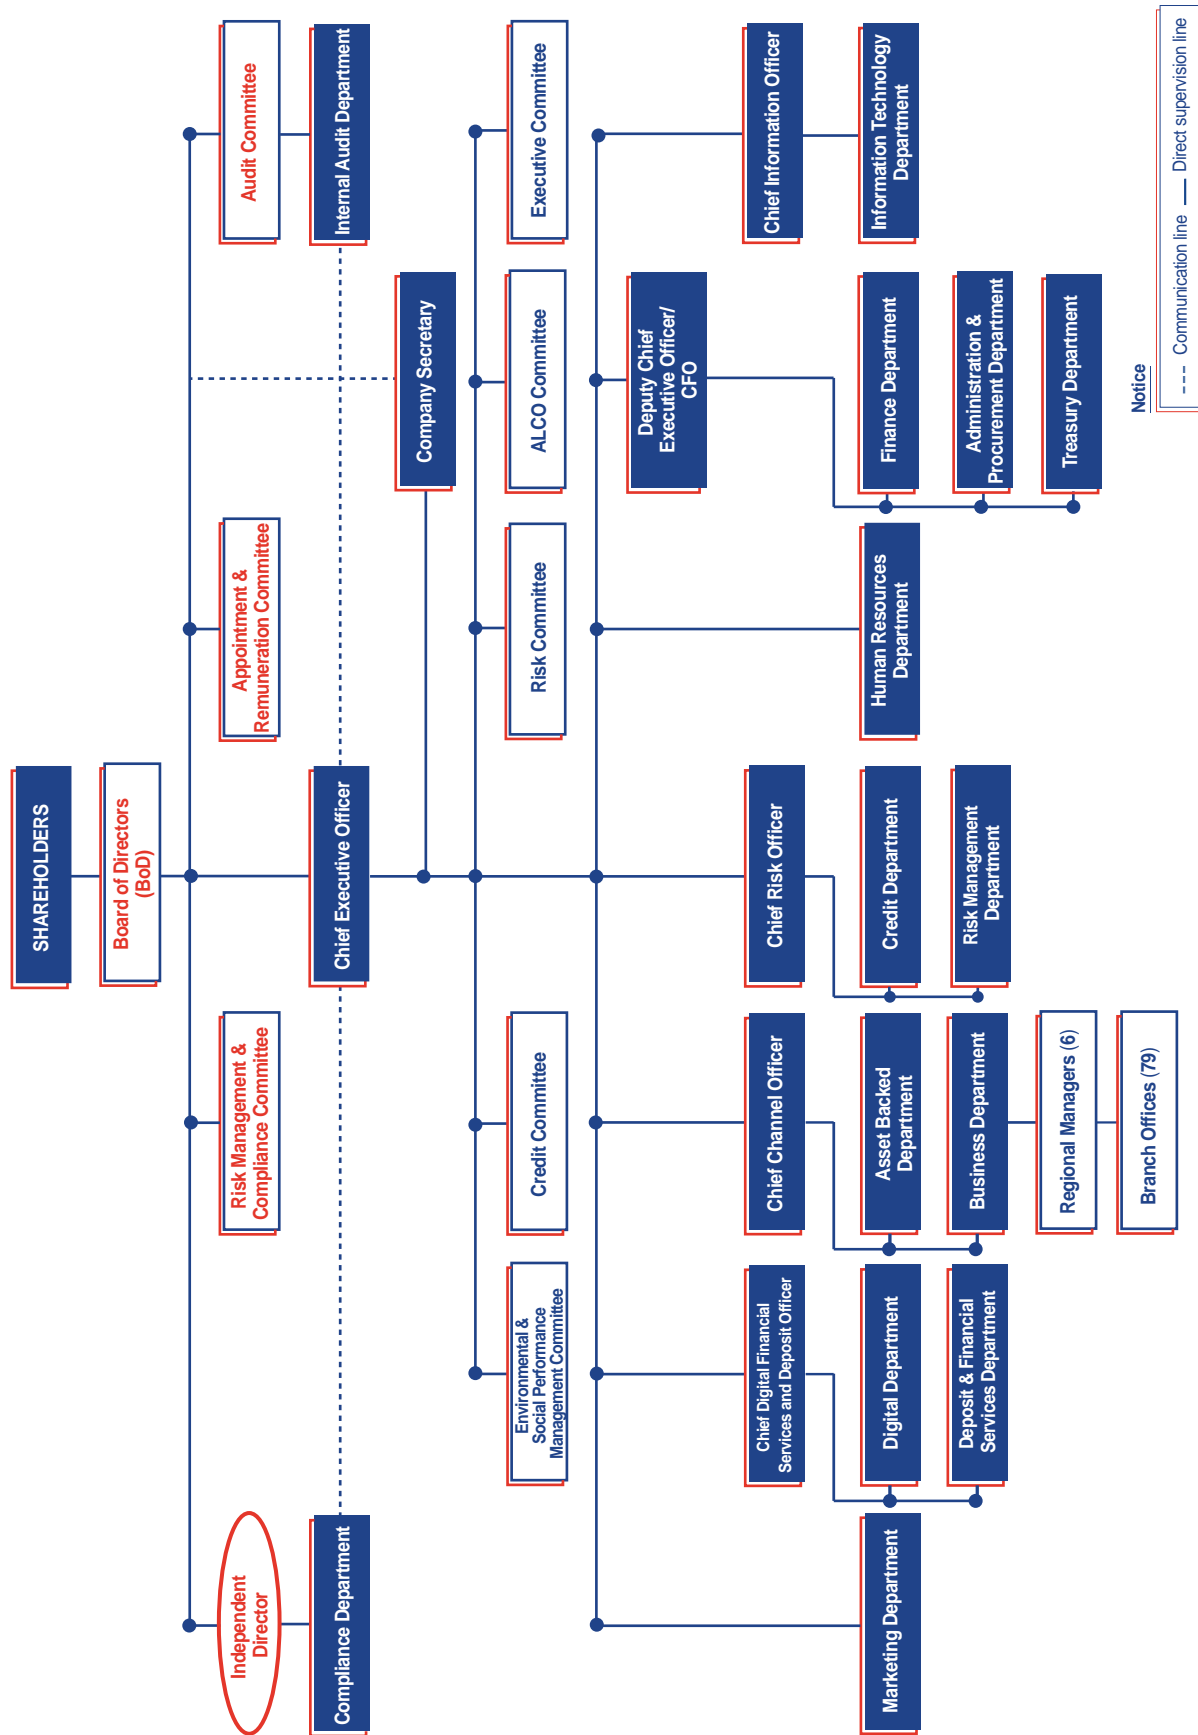 SHAREHOLDERS
Board of Directors
(BoD)
Independent
Director
Risk Management &
Compliance Committee
Appointment &
Remuneration Committee
Audit Committee
Compliance Department
Chief Executive Officer
Internal Audit Department
Company Secretary
Environmental &
Social Performance
Management Committee
Credit Committee
Risk Committee
ALCO Committee
Executive Committee
Deputy Chief
Executive Officer/
CFO
Chief Digital Financial
Services and Deposit Officer
Chief Channel Officer
Chief Risk Officer
Chief Information Officer
Marketing Department
Digital Department
Asset Backed
Department
Credit Department
Human Resources
Department
Finance Department
Information Technology
Department
Deposit & Financial
Services Department
Business Department
Risk Management
Department
Administration &
Procurement Department
Regional Managers (6)
Treasury Department
Branch Offices (79)
Notice
--- Communication line — Direct supervision line